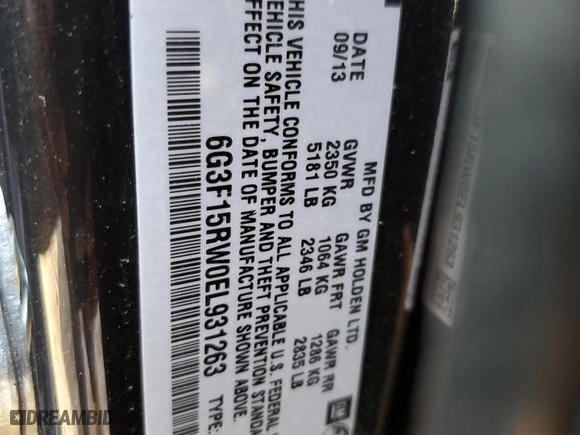 MFD BY GM HOLDEN LTD.
DATE GVWR GAWR FRT GAWR RR
09/13 2350 KG 1064 KG 1286 KG
5181 LB 2346 LB 2835 LB
THIS VEHICLE CONFORMS TO ALL APPLICABLE U.S. FEDERAL
VEHICLE SAFETY, BUMPER AND THEFT PREVENTION STANDA
EFFECT ON THE DATE OF MANUFACTURE SHOWN ABOVE.
6G3F15RW0EL931263 TYPE:
GM
DREAMBID